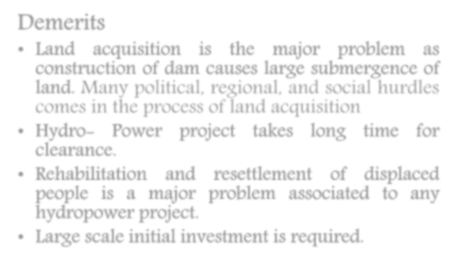 Demerits
• Land acquisition is the major problem as
construction of dam causes large submergence of
land. Many political, regional, and social hurdles
comes in the process of land acquisition
• Hydro– Power project takes long time for
clearance.
• Rehabilitation and resettlement of displaced
people is a major problem associated to any
hydropower project.
• Large scale initial investment is required.